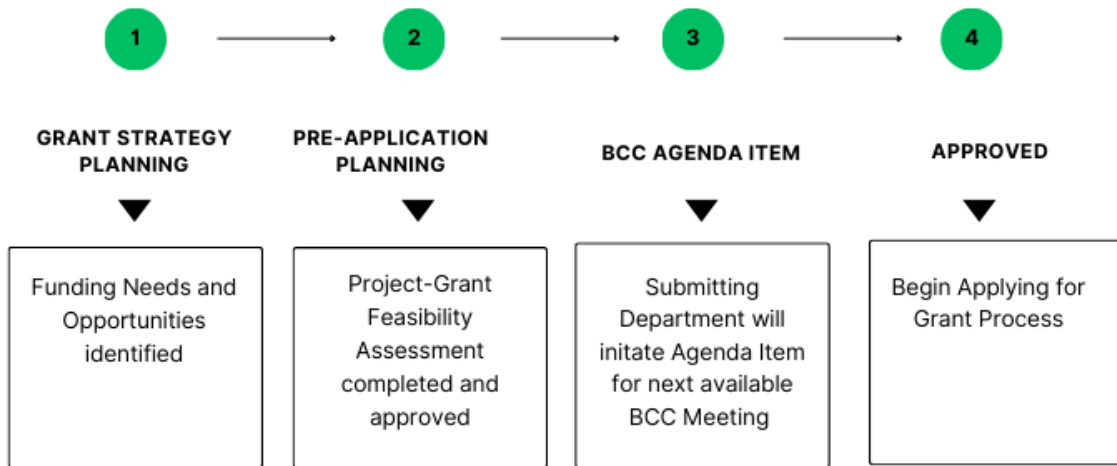 1
2
3
4
GRANT STRATEGY
PLANNING
PRE-APPLICATION
PLANNING
BCC AGENDA ITEM
APPROVED
Funding Needs and
Opportunities
identified
Project-Grant
Feasibility
Assessment
completed and
approved
Submitting
Department will
initate Agenda Item
for next available
BCC Meeting
Begin Applying for
Grant Process